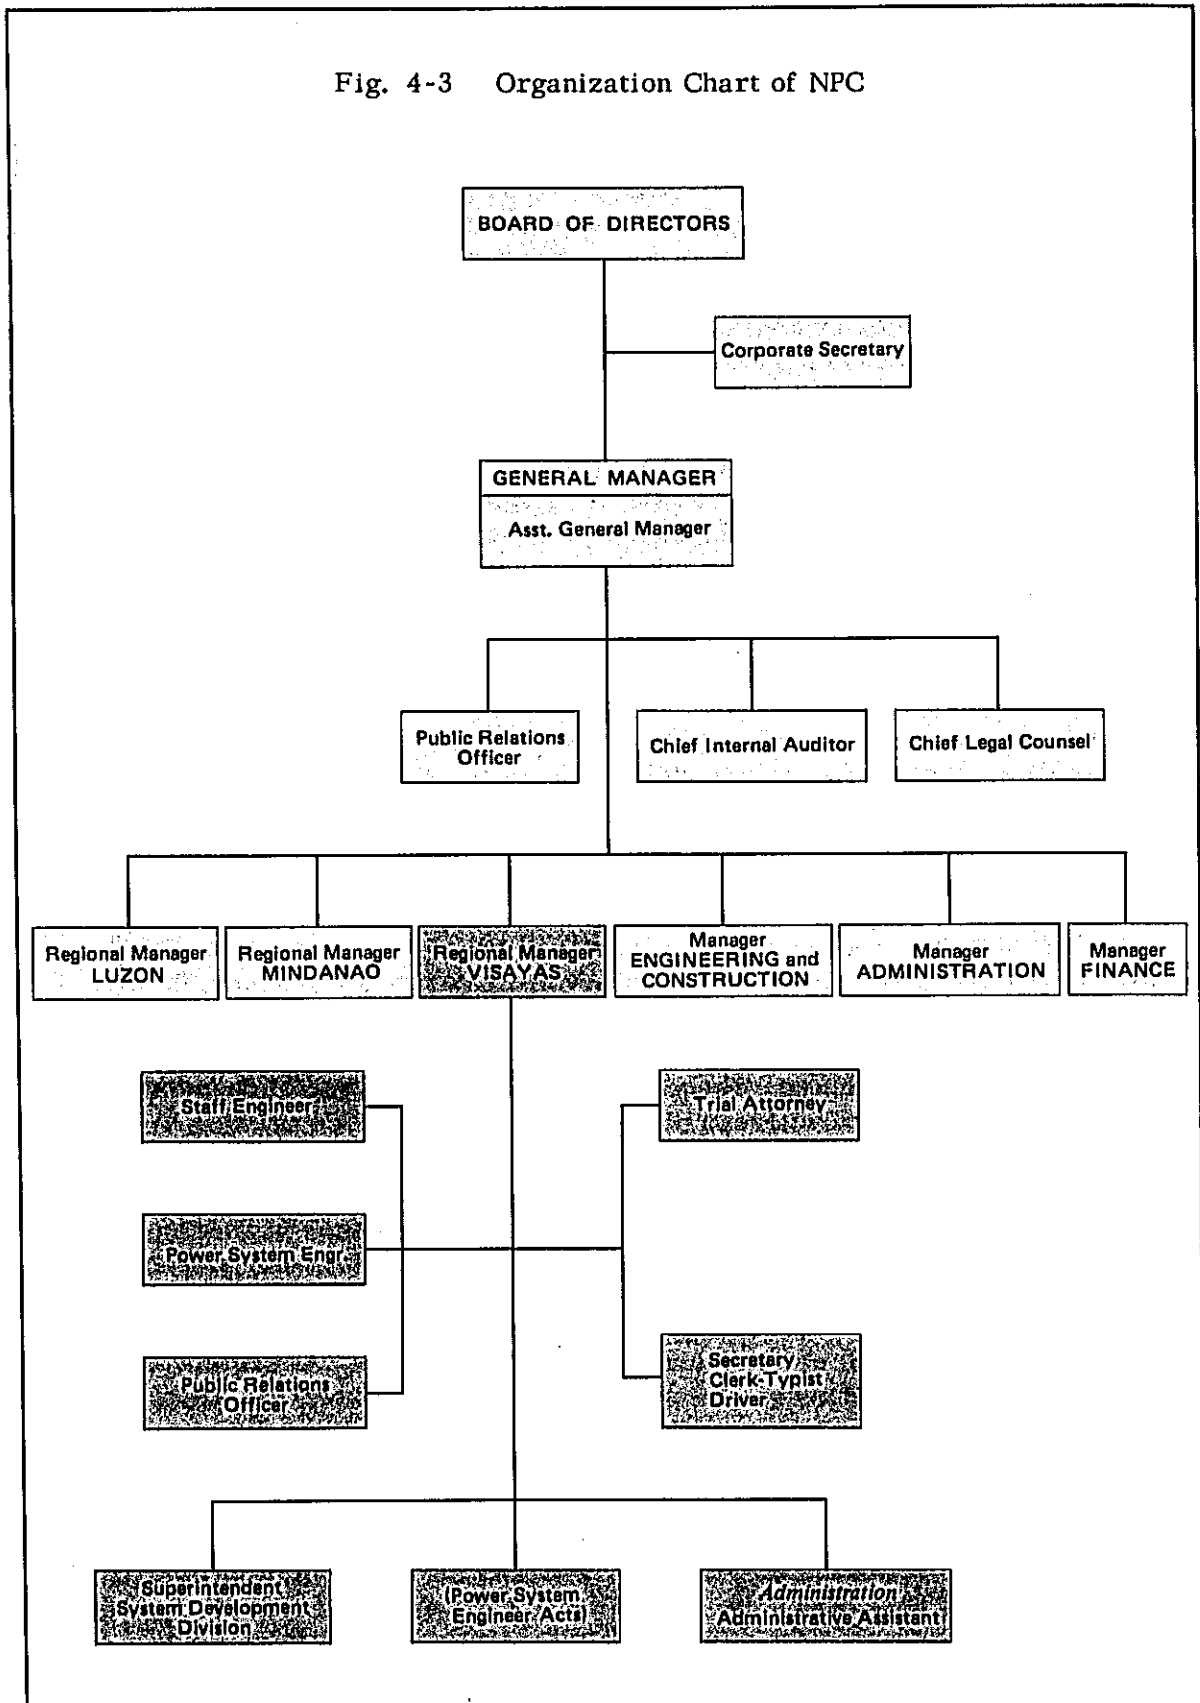 Fig. 4-3 Organization Chart of NPC
BOARD OF DIRECTORS
Corporate Secretary
GENERAL MANAGER
Asst. General Manager
Public Relations
Officer
Chief Internal Auditor
Chief Legal Counsel
Regional Manager
LUZON
Regional Manager
MINDANAO
Regional Manager
VISAYAS
Manager
ENGINEERING and
CONSTRUCTION
Manager
ADMINISTRATION
Manager
FINANCE
Staff Engineer
Trial Attorney
Power System Engr.
Public Relations
Officer
Secretary
Clerk-Typist
Driver
Superintendent
System Development
Division
(Power System
Engineer Acts)
Administration
Administrative Assistant